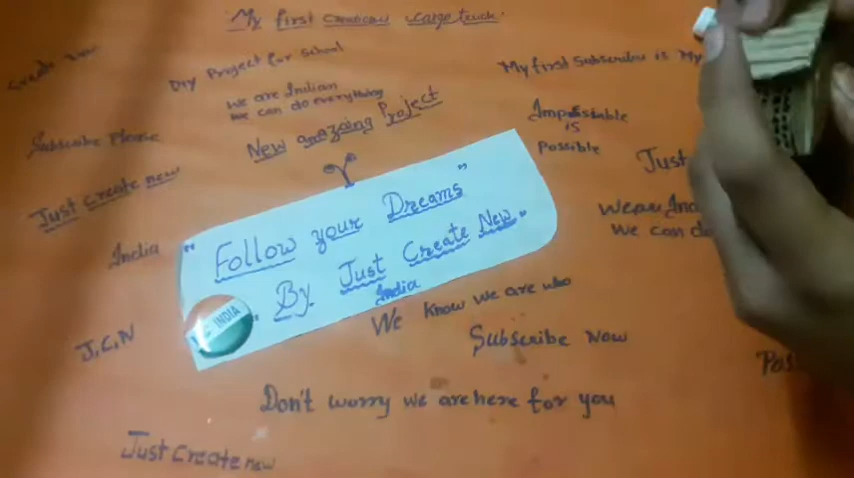 "My first cargo truck"
Create new
DIY Project for School
We are Indian
We can do everything
My first Subscriber is My
Impossible
is
Possible
New amazing Project
Subscribe Please
Just
Just create new
We are
We can do
India
"Follow your Dreams"
By Just Create New"
India
INDIA
We know we are who
J.C.N
Subscribe Now
Don't worry we are here for you
Just create new